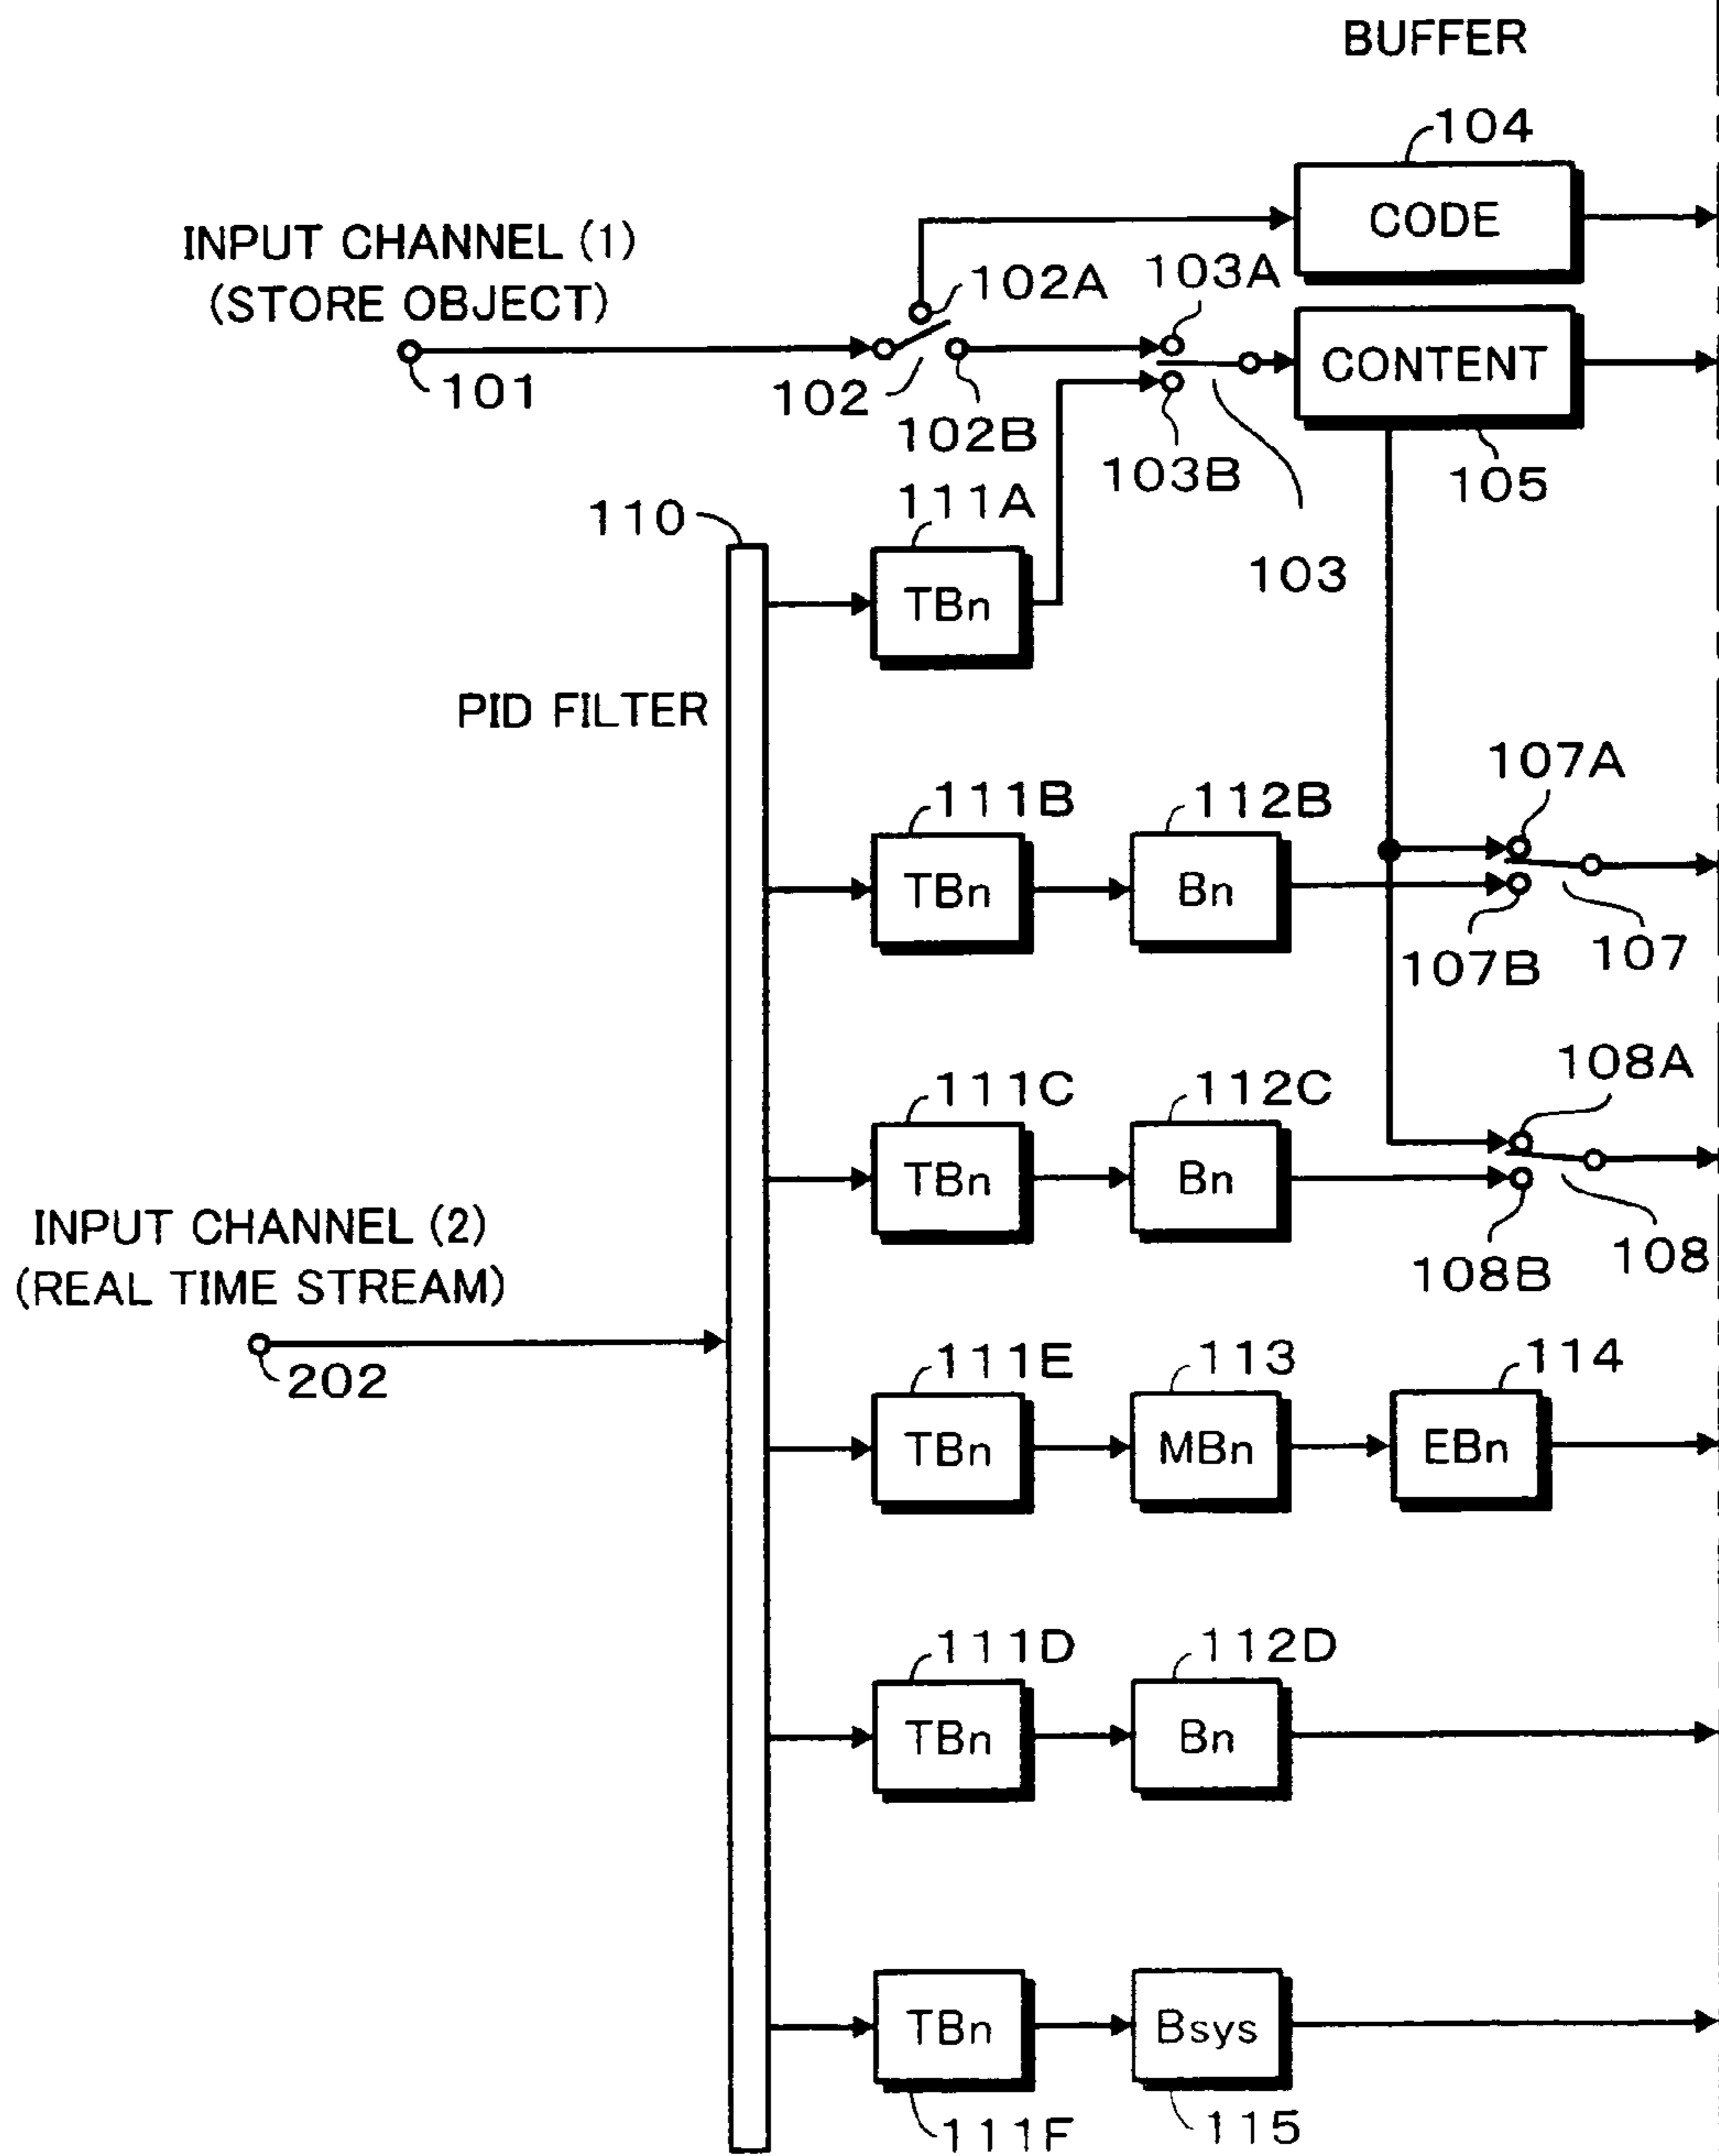 BUFFER
104
CODE
INPUT CHANNEL (1)
(STORE OBJECT)
102A
103A
101
102
102B
103B
CONTENT
105
103
110
111A
TBn
PID FILTER
107A
111B
112B
TBn
Bn
107B
107
108A
111C
112C
TBn
Bn
108B
108
INPUT CHANNEL (2)
(REAL TIME STREAM)
202
111E
113
114
TBn
MBn
EBn
111D
112D
TBn
Bn
TBn
Bsys
111F
115